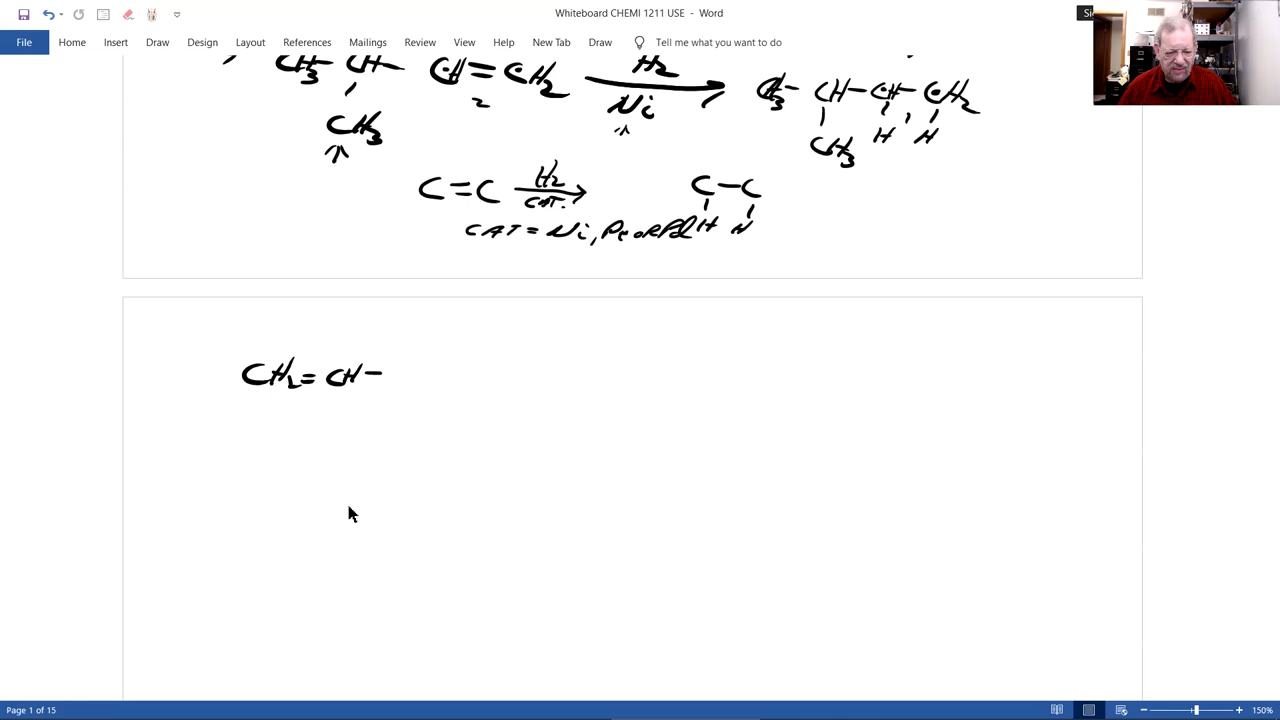 Whiteboard CHEMI 1211 USE - Word
File Home Insert Draw Design Layout References Mailings Review View Help New Tab Draw Tell me what you want to do
CH3- CH- CH=CH2 H2 Ni CH3- CH-CH-CH2
2
CH3 CH3 H H
C=C H2 CAT. C-C
CAT = Ni, Pt OR Pd H H
CH2=CH-
Page 1 of 15 150%